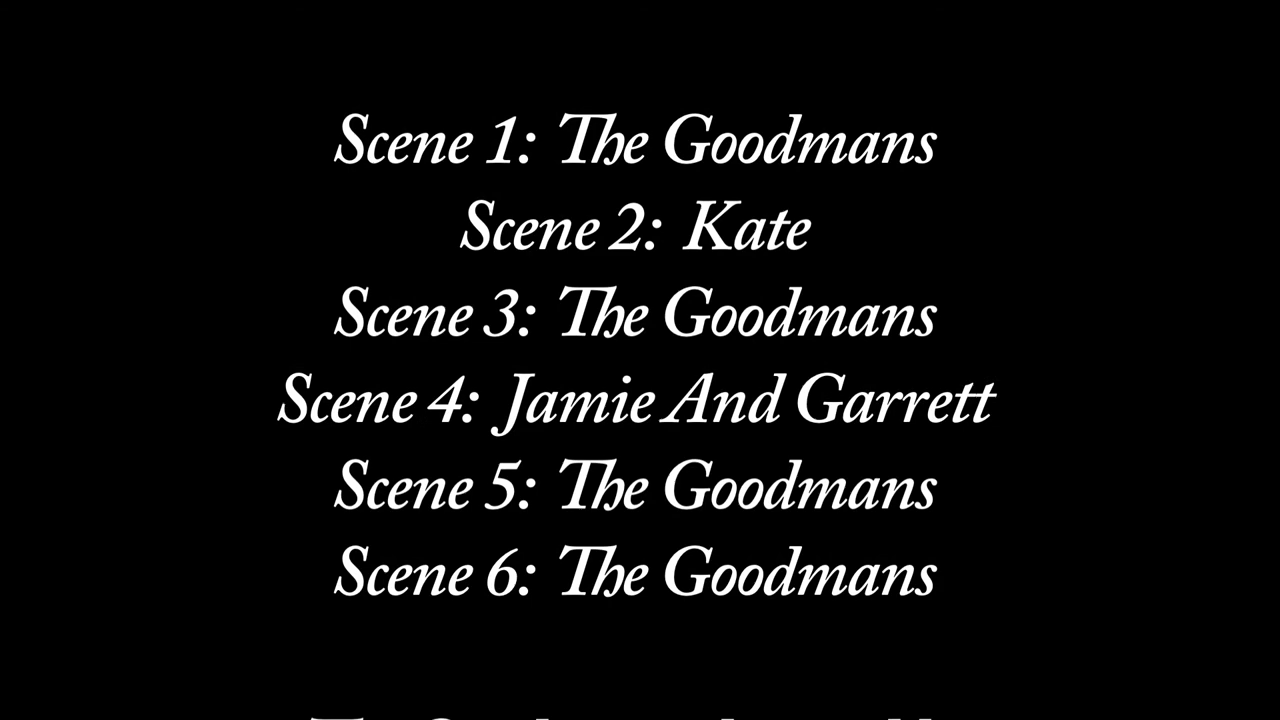 Scene 1: The Goodmans
Scene 2: Kate
Scene 3: The Goodmans
Scene 4: Jamie And Garrett
Scene 5: The Goodmans
Scene 6: The Goodmans